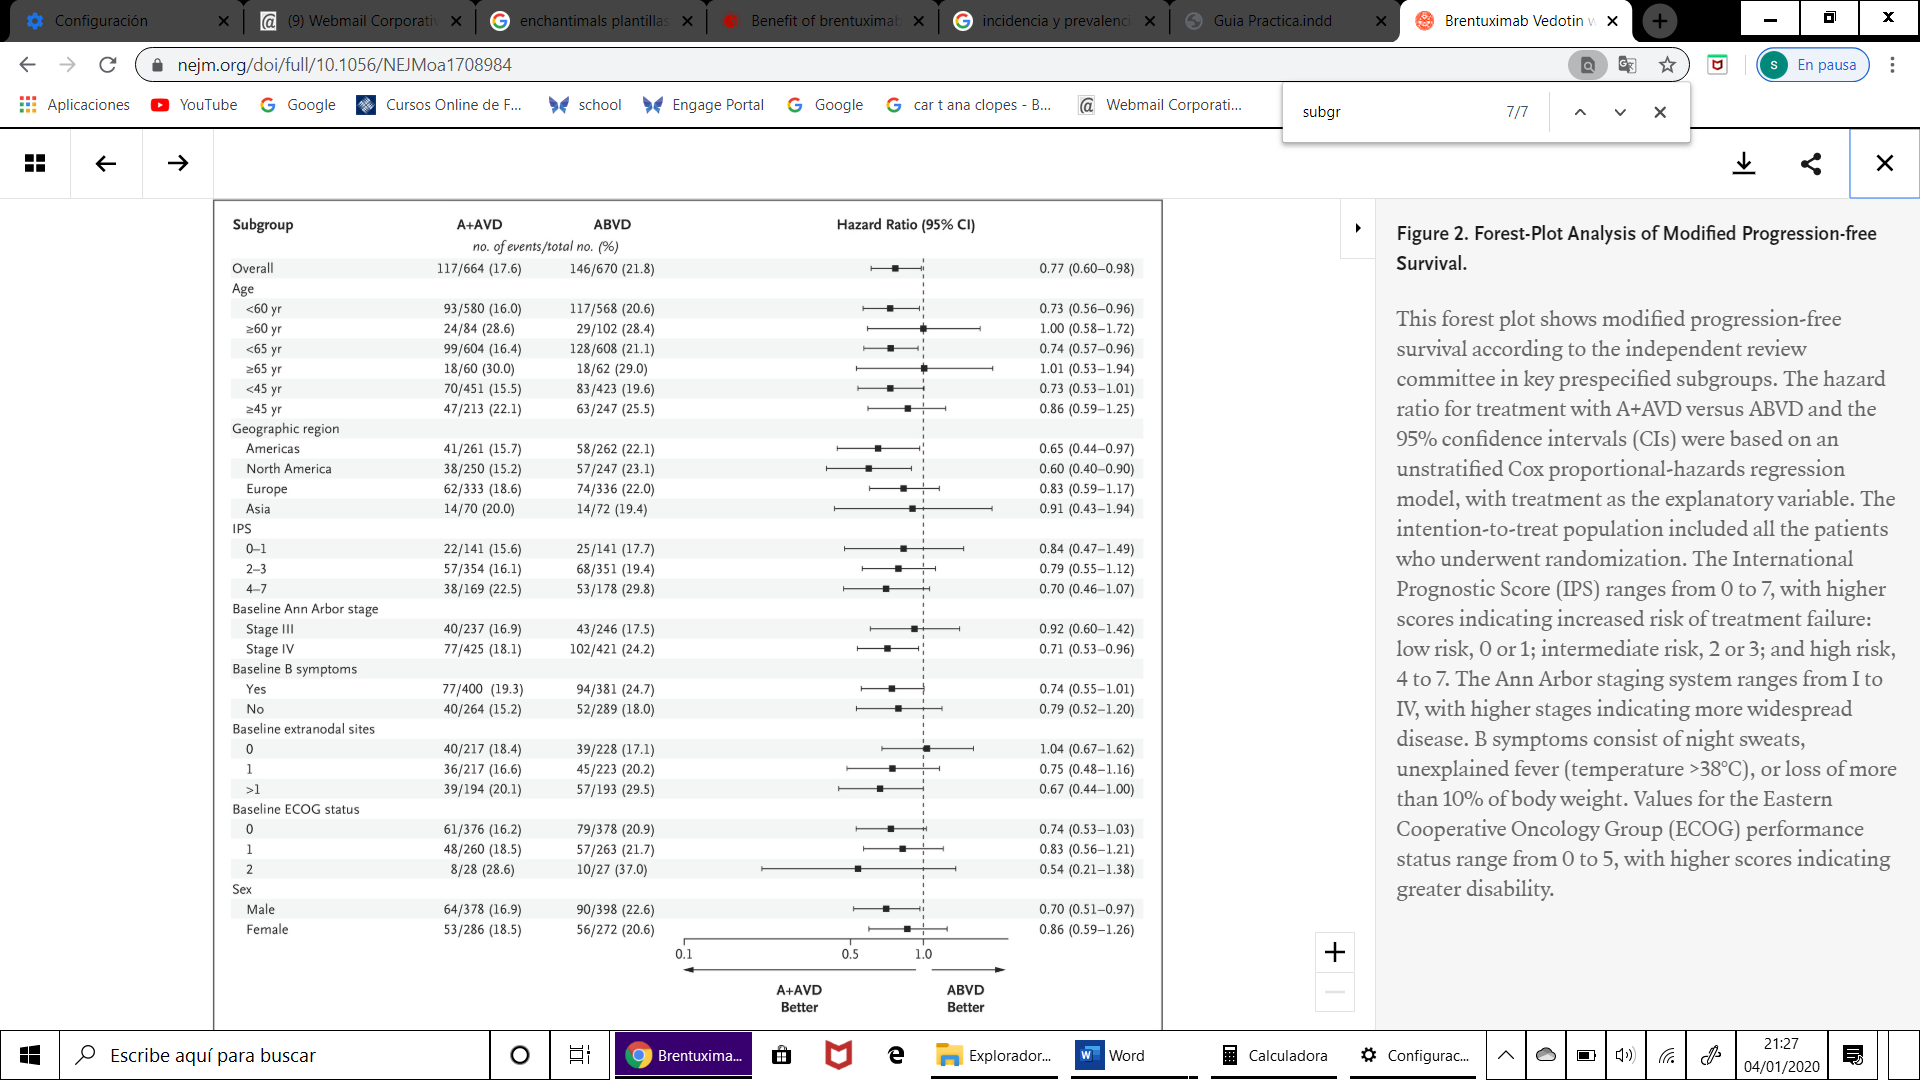 Configuración
(9) Webmail Corporativ
enchantimals plantillas
Benefit of brentuximab
incidencia y prevalenci
Guia Practica.indd
Brentuximab Vedotin w
nejm.org/doi/full/10.1056/NEJMoa1708984
S En pausa
Aplicaciones YouTube Google Cursos Online de F... school Engage Portal Google car t ana clopes - B... Webmail Corporati...
subgr 7/7
Subgroup A+AVD ABVD Hazard Ratio (95% CI)
no. of events/total no. (%)
Overall 117/664 (17.6) 146/670 (21.8) 0.77 (0.60–0.98)
Age
<60 yr 93/580 (16.0) 117/568 (20.6) 0.73 (0.56–0.96)
≥60 yr 24/84 (28.6) 29/102 (28.4) 1.00 (0.58–1.72)
<65 yr 99/604 (16.4) 128/608 (21.1) 0.74 (0.57–0.96)
≥65 yr 18/60 (30.0) 18/62 (29.0) 1.01 (0.53–1.94)
<45 yr 70/451 (15.5) 83/423 (19.6) 0.73 (0.53–1.01)
≥45 yr 47/213 (22.1) 63/247 (25.5) 0.86 (0.59–1.25)
Geographic region
Americas 41/261 (15.7) 58/262 (22.1) 0.65 (0.44–0.97)
North America 38/250 (15.2) 57/247 (23.1) 0.60 (0.40–0.90)
Europe 62/333 (18.6) 74/336 (22.0) 0.83 (0.59–1.17)
Asia 14/70 (20.0) 14/72 (19.4) 0.91 (0.43–1.94)
IPS
0–1 22/141 (15.6) 25/141 (17.7) 0.84 (0.47–1.49)
2–3 57/354 (16.1) 68/351 (19.4) 0.79 (0.55–1.12)
4–7 38/169 (22.5) 53/178 (29.8) 0.70 (0.46–1.07)
Baseline Ann Arbor stage
Stage III 40/237 (16.9) 43/246 (17.5) 0.92 (0.60–1.42)
Stage IV 77/425 (18.1) 102/421 (24.2) 0.71 (0.53–0.96)
Baseline B symptoms
Yes 77/400 (19.3) 94/381 (24.7) 0.74 (0.55–1.01)
No 40/264 (15.2) 52/289 (18.0) 0.79 (0.52–1.20)
Baseline extranodal sites
0 40/217 (18.4) 39/228 (17.1) 1.04 (0.67–1.62)
1 36/217 (16.6) 45/223 (20.2) 0.75 (0.48–1.16)
>1 39/194 (20.1) 57/193 (29.5) 0.67 (0.44–1.00)
Baseline ECOG status
0 61/376 (16.2) 79/378 (20.9) 0.74 (0.53–1.03)
1 48/260 (18.5) 57/263 (21.7) 0.83 (0.56–1.21)
2 8/28 (28.6) 10/27 (37.0) 0.54 (0.21–1.38)
Sex
Male 64/378 (16.9) 90/398 (22.6) 0.70 (0.51–0.97)
Female 53/286 (18.5) 56/272 (20.6) 0.86 (0.59–1.26)
0.1 0.5 1.0
A+AVD Better
ABVD Better
Figure 2. Forest-Plot Analysis of Modified Progression-free
Survival.
This forest plot shows modified progression-free
survival according to the independent review
committee in key prespecified subgroups. The hazard
ratio for treatment with A+AVD versus ABVD and the
95% confidence intervals (CIs) were based on an
unstratified Cox proportional-hazards regression
model, with treatment as the explanatory variable. The
intention-to-treat population included all the patients
who underwent randomization. The International
Prognostic Score (IPS) ranges from 0 to 7, with higher
scores indicating increased risk of treatment failure:
low risk, 0 or 1; intermediate risk, 2 or 3; and high risk,
4 to 7. The Ann Arbor staging system ranges from I to
IV, with higher stages indicating more widespread
disease. B symptoms consist of night sweats,
unexplained fever (temperature >38°C), or loss of more
than 10% of body weight. Values for the Eastern
Cooperative Oncology Group (ECOG) performance
status range from 0 to 5, with higher scores indicating
greater disability.
Escribe aquí para buscar
Brentuxima...
Explorador...
Word
Calculadora
Configurac...
21:27
04/01/2020